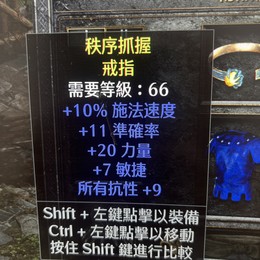 秩序抓握
戒指
需要等級：66
+10% 施法速度
+11 準確率
+20 力量
+7 敏捷
所有抗性 +9
Shift + 左鍵點擊以裝備
Ctrl + 左鍵點擊以移動
按住 Shift 鍵進行比較